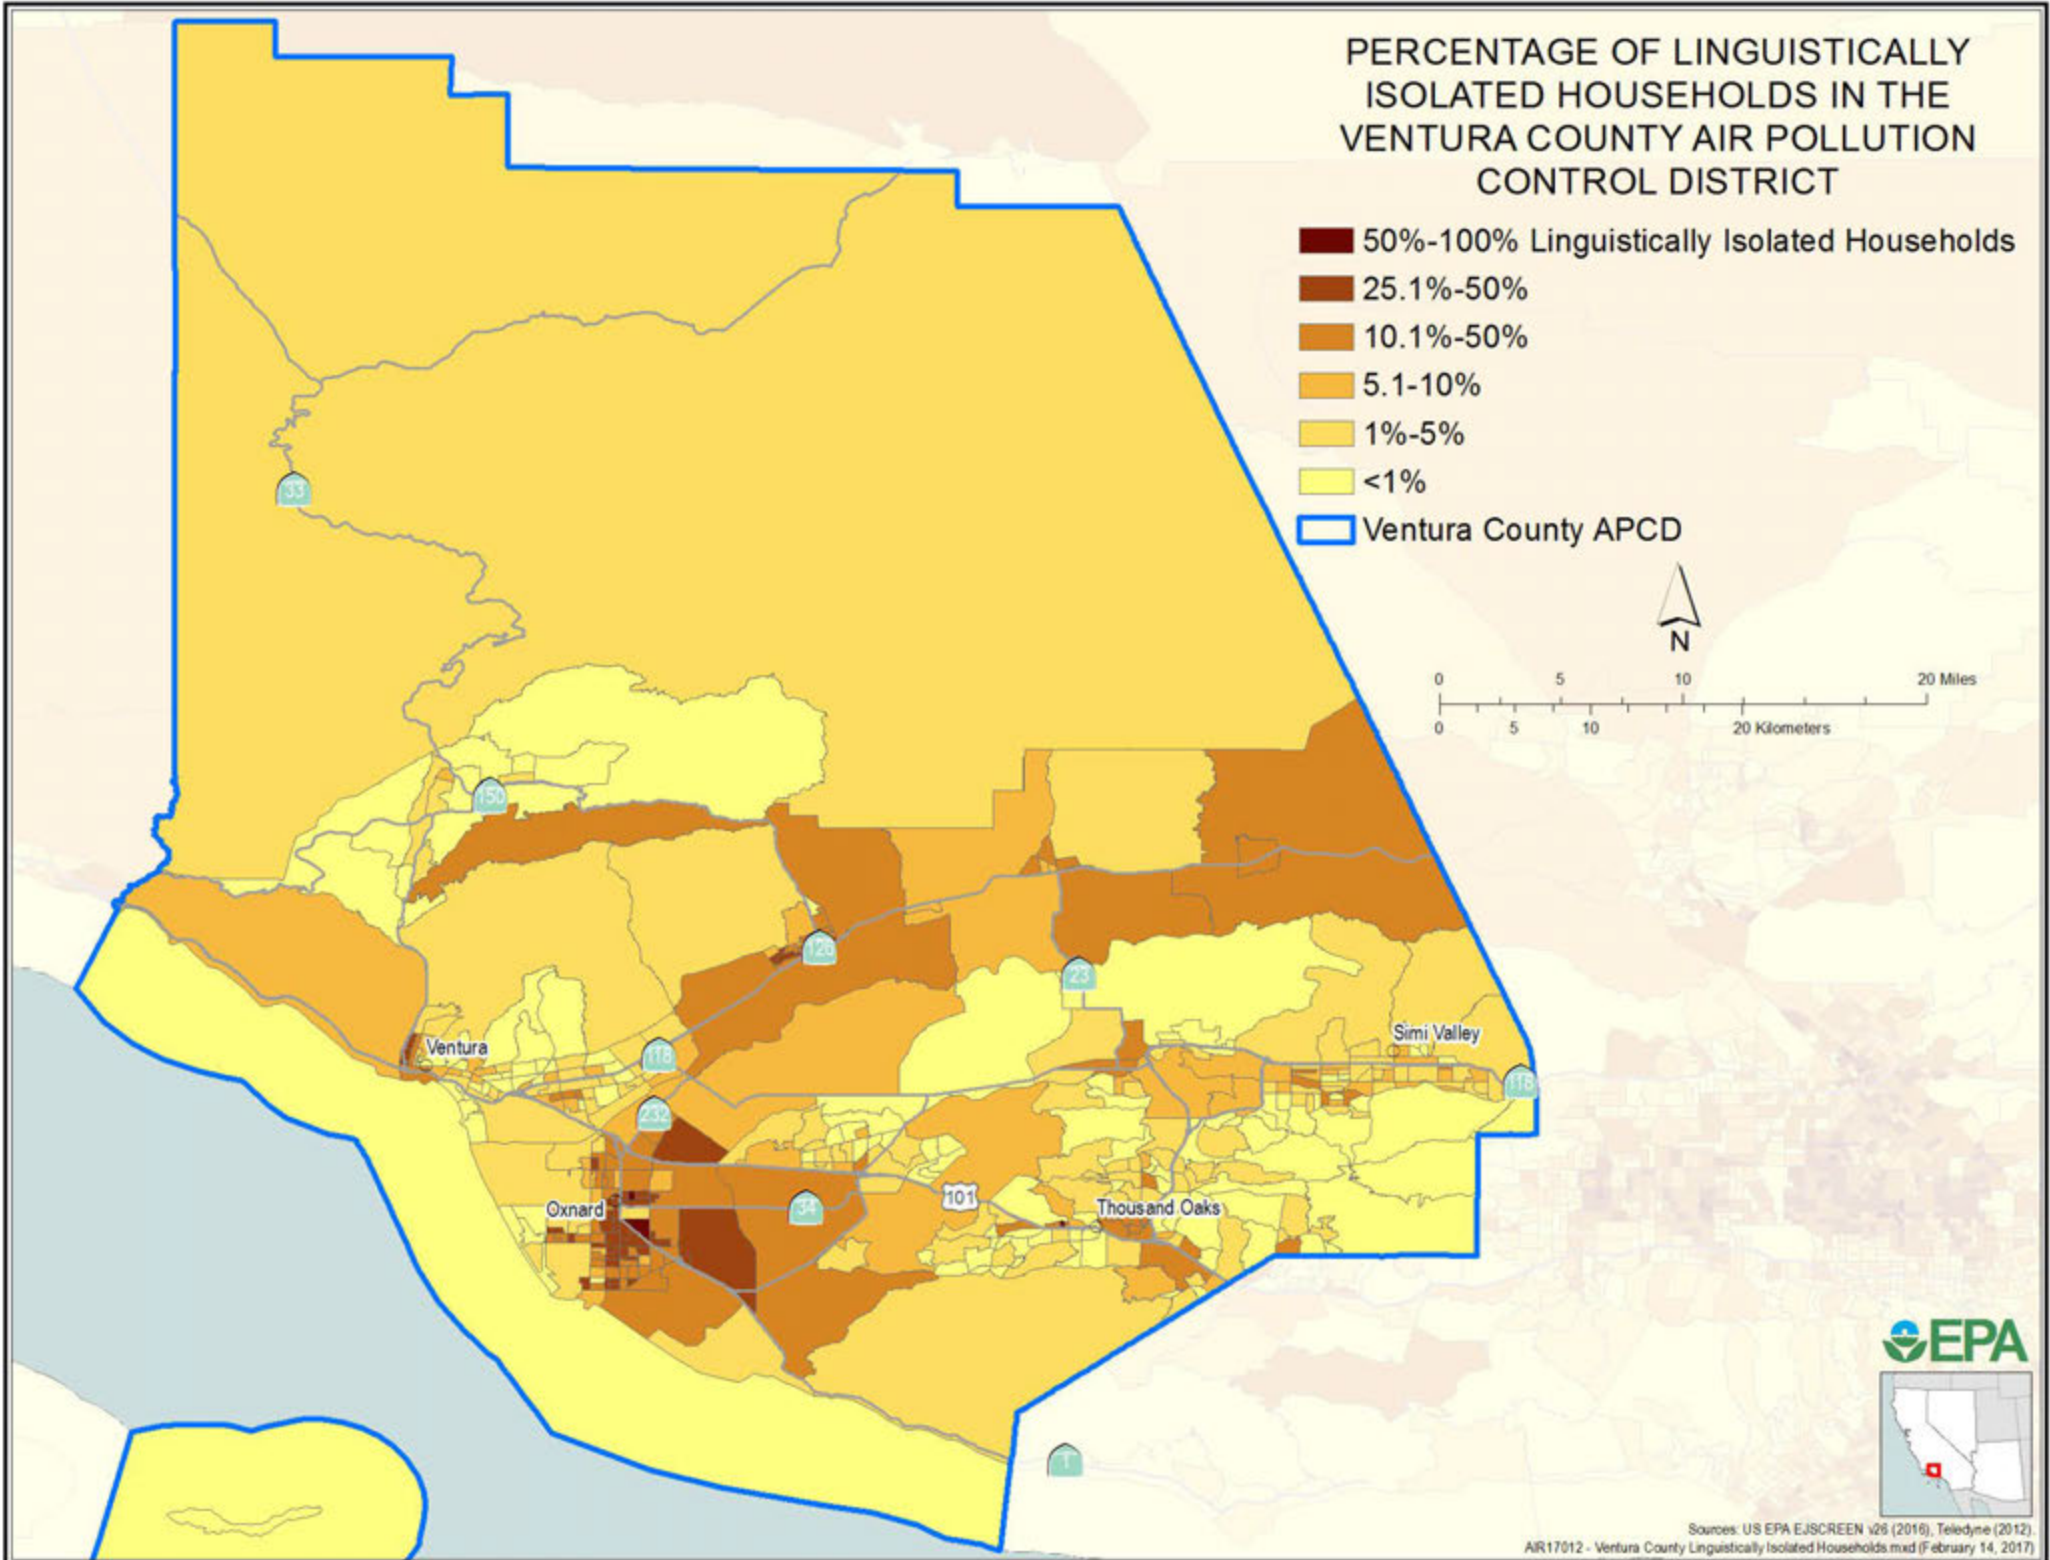 PERCENTAGE OF LINGUISTICALLY
ISOLATED HOUSEHOLDS IN THE
VENTURA COUNTY AIR POLLUTION
CONTROL DISTRICT
50%-100% Linguistically Isolated Households
25.1%-50%
10.1%-50%
5.1-10%
1%-5%
<1%
Ventura County APCD
N
0 5 10 20 Miles
0 5 10 20 Kilometers
33
150
126
23
Simi Valley
Ventura
118
118
232
101
34
Oxnard
Thousand Oaks
1
EPA
Sources: US EPA EJSCREEN v26 (2016), Teledyne (2012).
AIR17012 - Ventura County Linguistically Isolated Households.mxd (February 14, 2017)